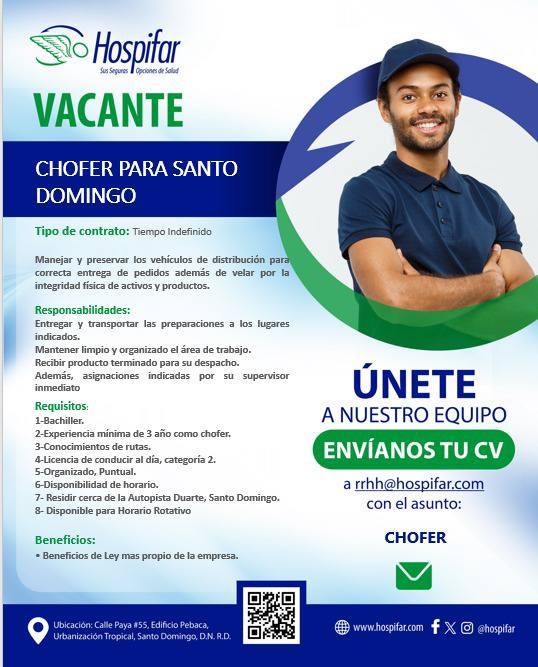 Hospifar
Sus Seguras Opciones de Salud
VACANTE
CHOFER PARA SANTO
DOMINGO
Tipo de contrato: Tiempo Indefinido
Manejar y preservar los vehículos de distribución para
correcta entrega de pedidos además de velar por la
integridad física de activos y productos.
Responsabilidades:
Entregar y transportar las preparaciones a los lugares
indicados.
Mantener limpio y organizado el área de trabajo.
Recibir producto terminado para su despacho.
Además, asignaciones indicadas por su supervisor
inmediato
Requisitos:
1-Bachiller.
2-Experiencia mínima de 3 año como chofer.
3-Conocimientos de rutas.
4-Licencia de conducir al día, categoría 2.
5-Organizado, Puntual.
6-Disponibilidad de horario.
7- Residir cerca de la Autopista Duarte, Santo Domingo.
8- Disponible para Horario Rotativo
Beneficios:
• Beneficios de Ley mas propio de la empresa.
ÚNETE
A NUESTRO EQUIPO
ENVÍANOS TU CV
a rrhh@hospifar.com
con el asunto:
CHOFER
Ubicación: Calle Paya #55, Edificio Pebaca,
Urbanización Tropical, Santo Domingo, D.N. R.D.
www.hospifar.com
@hospifar